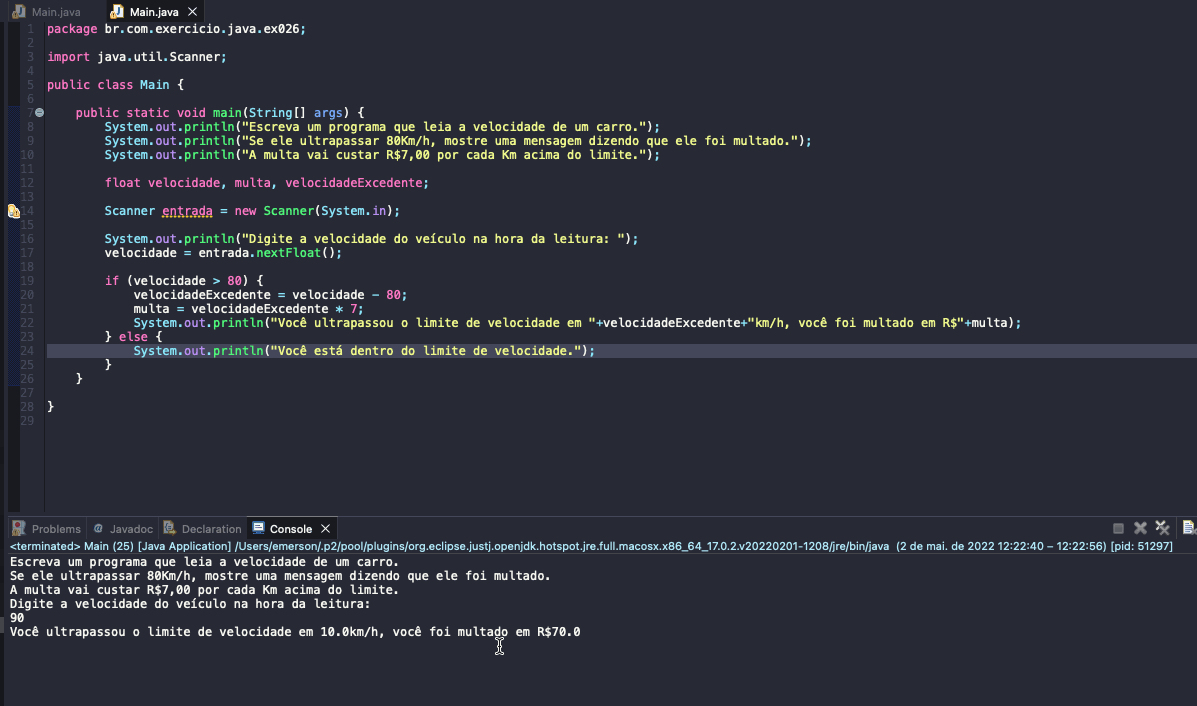 Main.java Main.java
1 package br.com.exercicio.java.ex026;
2
3 import java.util.Scanner;
4
5 public class Main {
6
7 public static void main(String[] args) {
8 System.out.println("Escreva um programa que leia a velocidade de um carro.");
9 System.out.println("Se ele ultrapassar 80Km/h, mostre uma mensagem dizendo que ele foi multado.");
10 System.out.println("A multa vai custar R$7,00 por cada Km acima do limite.");
11
12 float velocidade, multa, velocidadeExcedente;
13
14 Scanner entrada = new Scanner(System.in);
15
16 System.out.println("Digite a velocidade do veículo na hora da leitura: ");
17 velocidade = entrada.nextFloat();
18
19 if (velocidade > 80) {
20 velocidadeExcedente = velocidade - 80;
21 multa = velocidadeExcedente * 7;
22 System.out.println("Você ultrapassou o limite de velocidade em "+velocidadeExcedente+"km/h, você foi multado em R$"+multa);
23 } else {
24 System.out.println("Você está dentro do limite de velocidade.");
25 }
26 }
27
28 }
29
Problems @ Javadoc Declaration Console
<terminated> Main (25) [Java Application] /Users/emerson/.p2/pool/plugins/org.eclipse.justj.openjdk.hotspot.jre.full.macosx.x86_64_17.0.2.v20220201-1208/jre/bin/java (2 de mai. de 2022 12:22:40 – 12:22:56) [pid: 51297]
Escreva um programa que leia a velocidade de um carro.
Se ele ultrapassar 80Km/h, mostre uma mensagem dizendo que ele foi multado.
A multa vai custar R$7,00 por cada Km acima do limite.
Digite a velocidade do veículo na hora da leitura:
90
Você ultrapassou o limite de velocidade em 10.0km/h, você foi multado em R$70.0